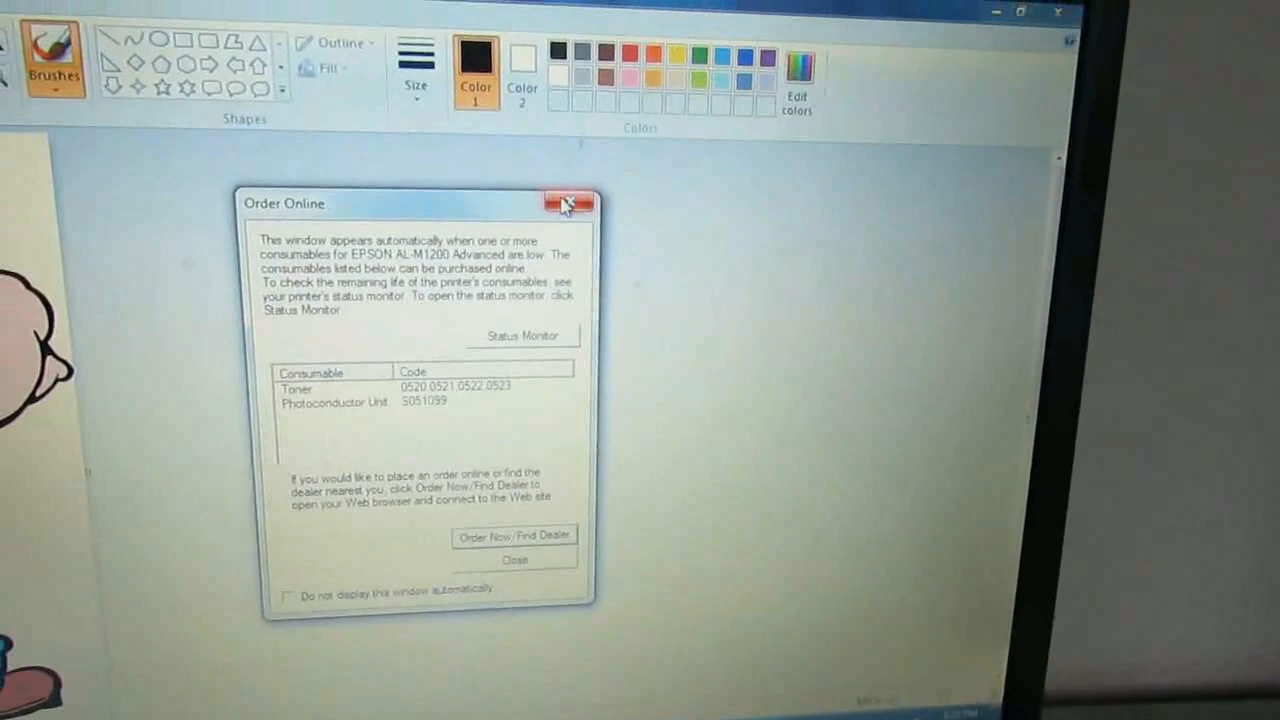 Outline
Fill
Brushes
Size
Color
1
Color
2
Edit
colors
Shapes
Colors
Order Online
This window appears automatically when one or more
consumables for EPSON AL-M1200 Advanced are low. The
consumables listed below can be purchased online.
To check the remaining life of the printer's consumables, see
your printer's status monitor. To open the status monitor, click
Status Monitor
Status Monitor
Consumable Code
Toner 0520,0521,0522,0523
Photoconductor Unit S051099
If you would like to place an order online or find the
dealer nearest you, click Order Now/Find Dealer to
open your Web browser and connect to the Web site
Order Now/Find Dealer
Close
Do not display this window automatically